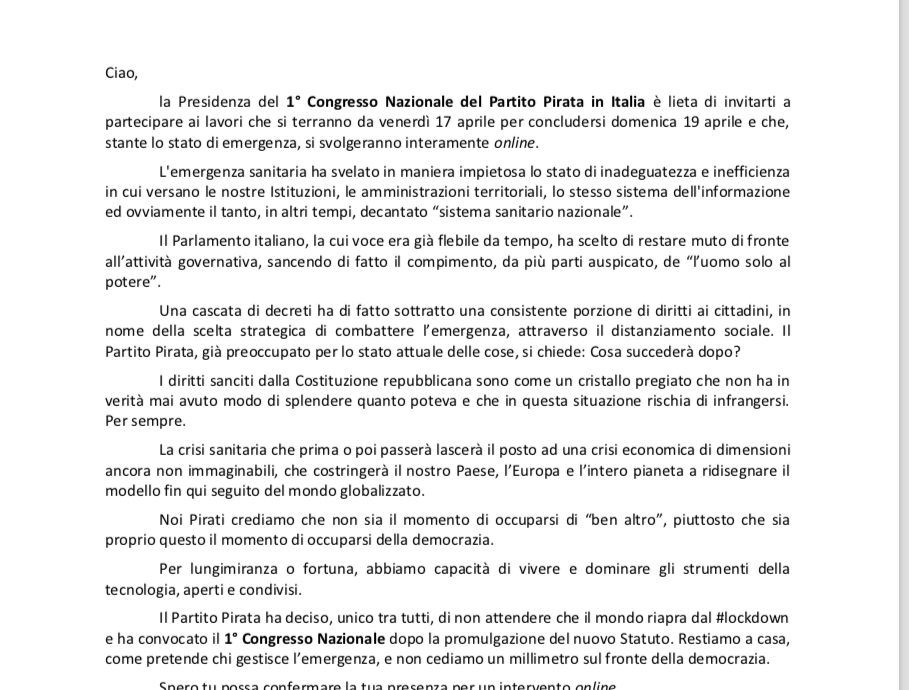 Ciao,
la Presidenza del 1° Congresso Nazionale del Partito Pirata in Italia è lieta di invitarti a
partecipare ai lavori che si terranno da venerdì 17 aprile per concludersi domenica 19 aprile e che,
stante lo stato di emergenza, si svolgeranno interamente online.
L'emergenza sanitaria ha svelato in maniera impietosa lo stato di inadeguatezza e inefficienza
in cui versano le nostre Istituzioni, le amministrazioni territoriali, lo stesso sistema dell'informazione
ed ovviamente il tanto, in altri tempi, decantato “sistema sanitario nazionale”.
Il Parlamento italiano, la cui voce era già flebile da tempo, ha scelto di restare muto di fronte
all’attività governativa, sancendo di fatto il compimento, da più parti auspicato, de “l’uomo solo al
potere”.
Una cascata di decreti ha di fatto sottratto una consistente porzione di diritti ai cittadini, in
nome della scelta strategica di combattere l’emergenza, attraverso il distanziamento sociale. Il
Partito Pirata, già preoccupato per lo stato attuale delle cose, si chiede: Cosa succederà dopo?
I diritti sanciti dalla Costituzione repubblicana sono come un cristallo pregiato che non ha in
verità mai avuto modo di splendere quanto poteva e che in questa situazione rischia di infrangersi.
Per sempre.
La crisi sanitaria che prima o poi passerà lascerà il posto ad una crisi economica di dimensioni
ancora non immaginabili, che costringerà il nostro Paese, l’Europa e l’intero pianeta a ridisegnare il
modello fin qui seguito del mondo globalizzato.
Noi Pirati crediamo che non sia il momento di occuparsi di “ben altro”, piuttosto che sia
proprio questo il momento di occuparsi della democrazia.
Per lungimiranza o fortuna, abbiamo capacità di vivere e dominare gli strumenti della
tecnologia, aperti e condivisi.
Il Partito Pirata ha deciso, unico tra tutti, di non attendere che il mondo riapra dal #lockdown
e ha convocato il 1° Congresso Nazionale dopo la promulgazione del nuovo Statuto. Restiamo a casa,
come pretende chi gestisce l’emergenza, e non cediamo un millimetro sul fronte della democrazia.
Spero tu possa confermare la tua presenza per un intervento online